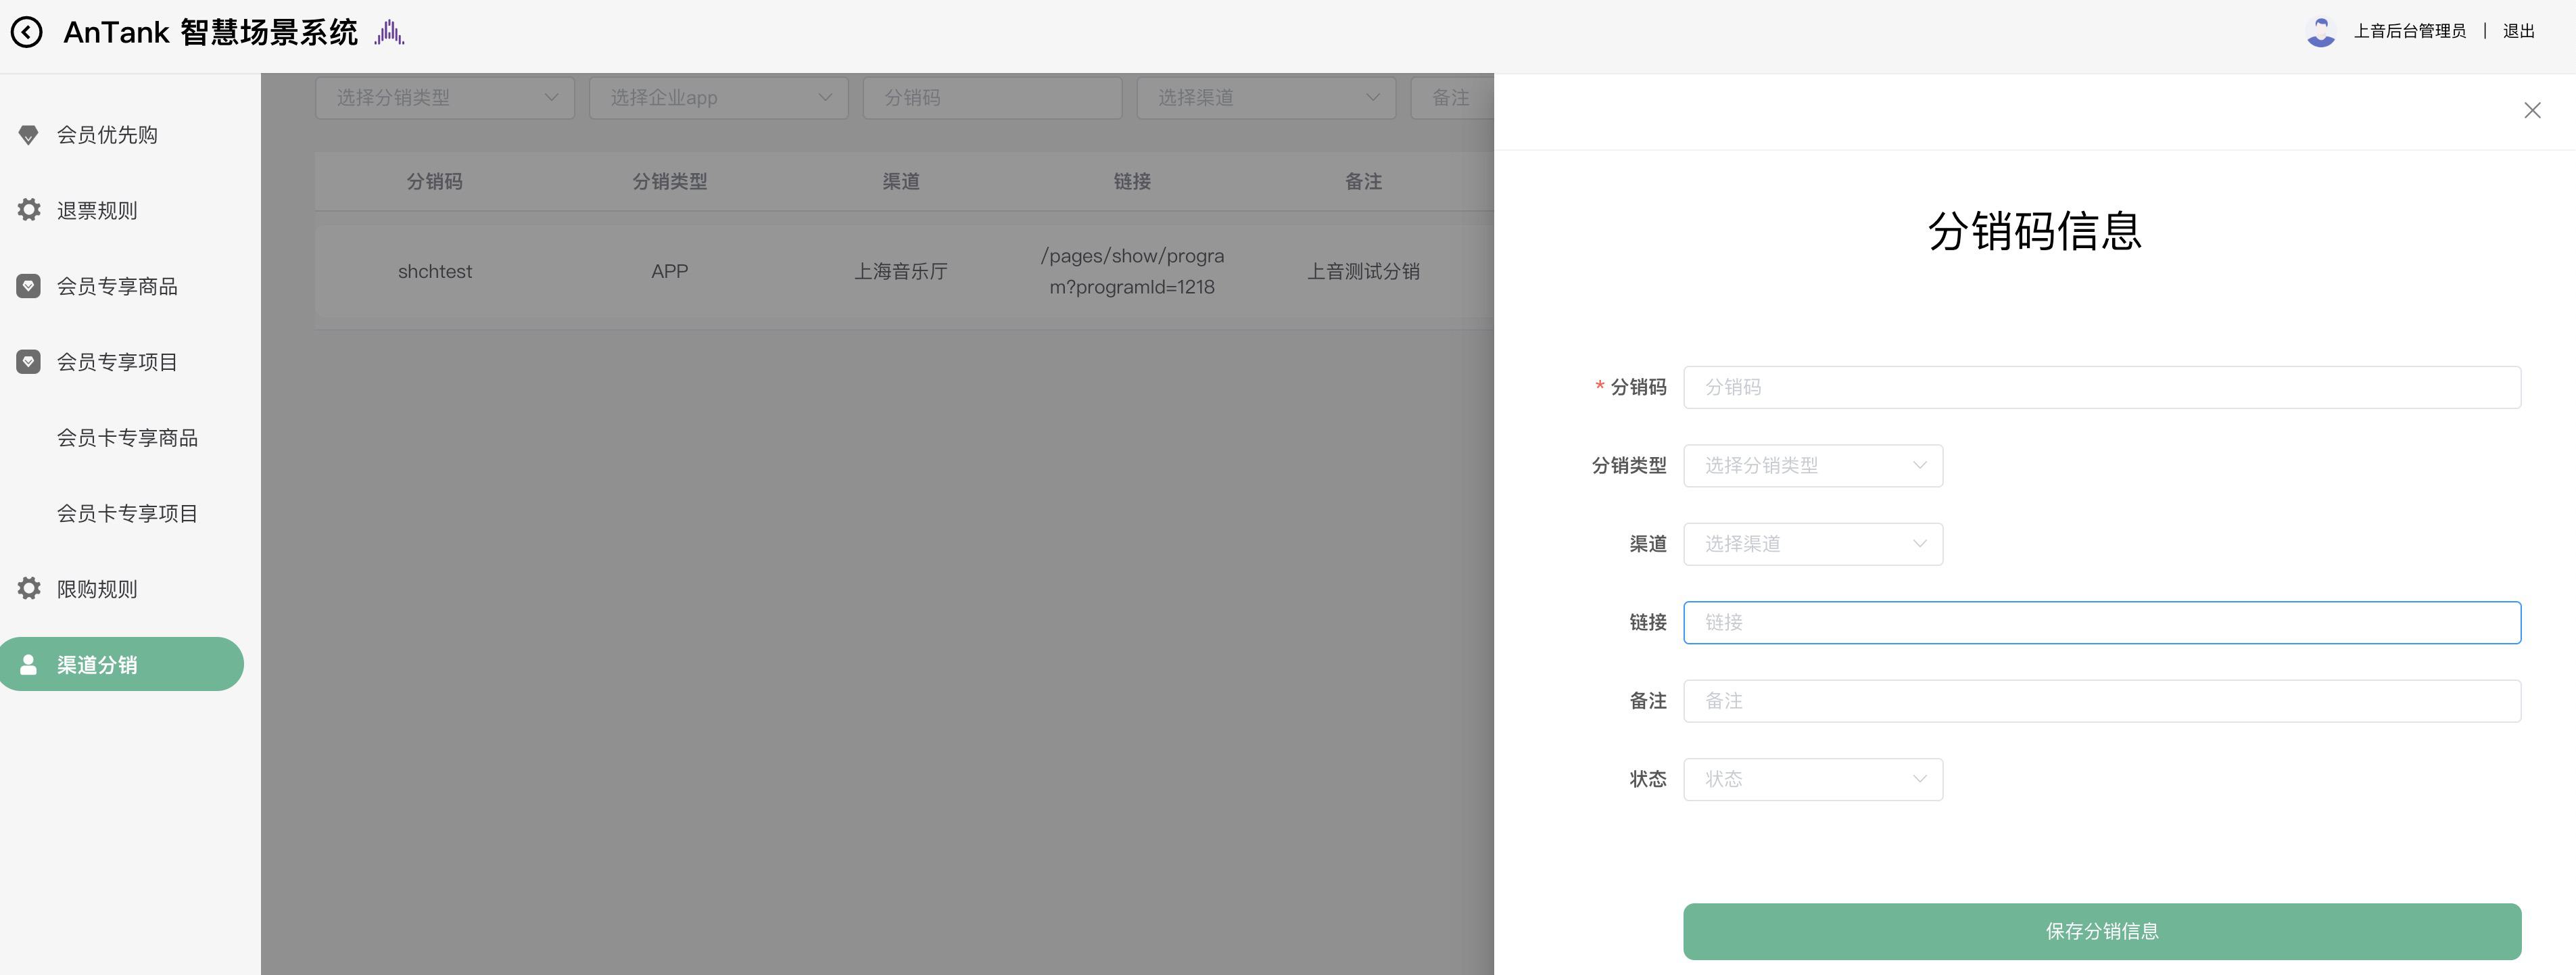 AnTank 智慧场景系统
上音后台管理员 | 退出
会员优先购
退票规则
会员专享商品
会员专享项目
会员卡专享商品
会员卡专享项目
限购规则
渠道分销
选择分销类型 选择企业app 分销码 选择渠道 备注
分销码 分销类型 渠道 链接 备注
shchtest APP 上海音乐厅 /pages/show/progra
m?programId=1218 上音测试分销
分销码信息
* 分销码 分销码
分销类型 选择分销类型
渠道 选择渠道
链接 链接
备注 备注
状态 状态
保存分销信息